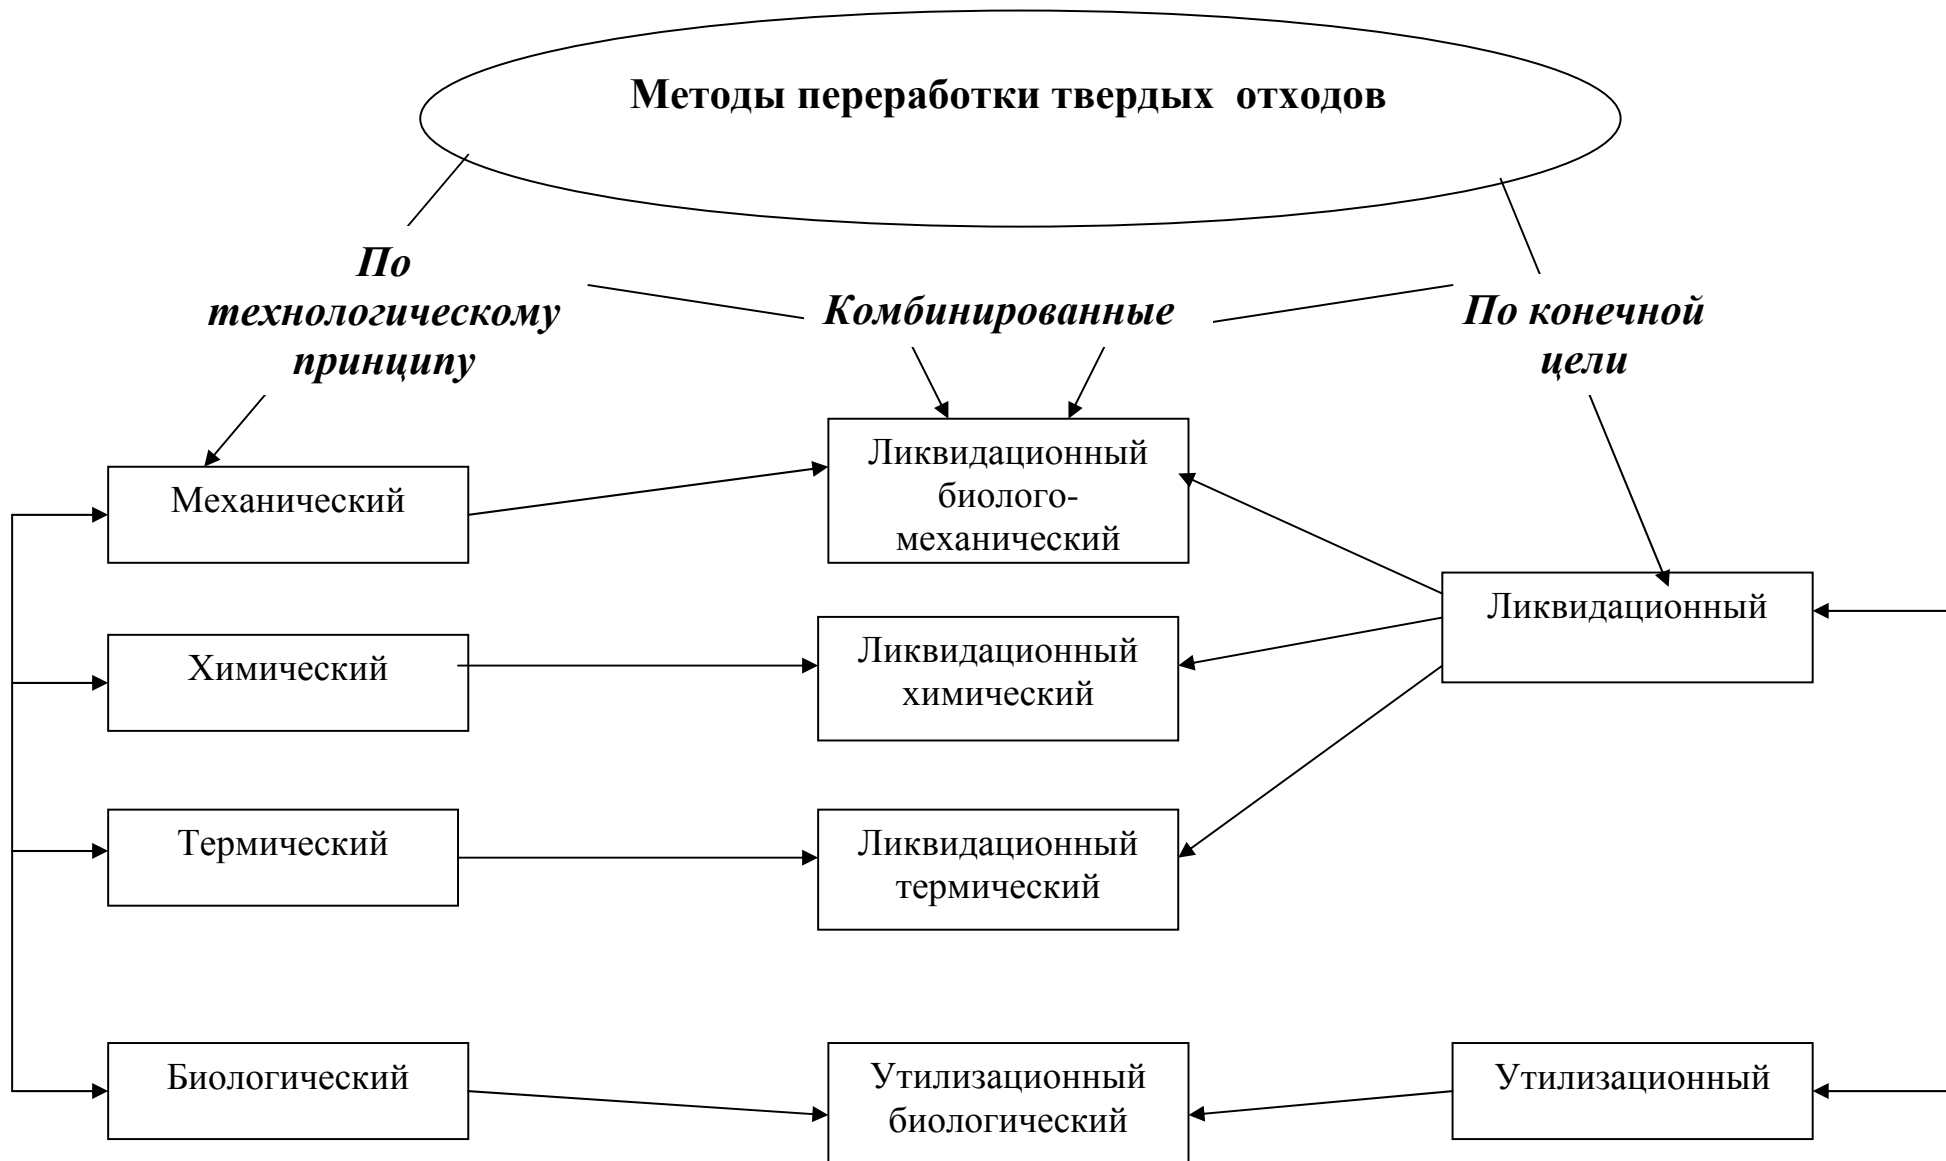 Методы переработки твердых отходов
По
технологическому
принципу
Комбинированные
По конечной
цели
Механический
Ликвидационный
биолого-
механический
Ликвидационный
Химический
Ликвидационный
химический
Термический
Ликвидационный
термический
Биологический
Утилизационный
биологический
Утилизационный